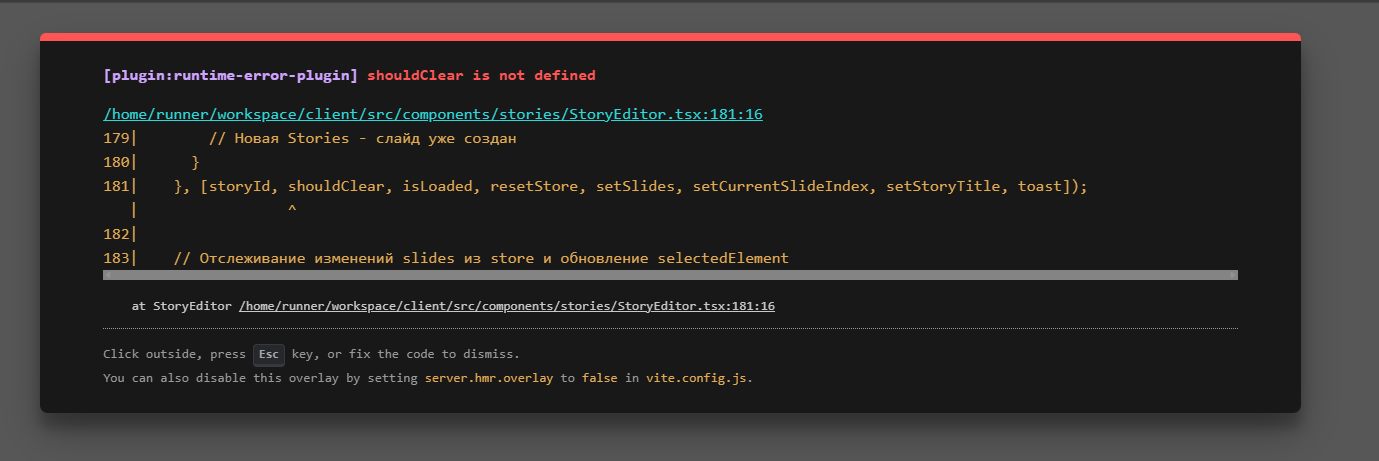 [plugin:runtime-error-plugin] shouldClear is not defined
/home/runner/workspace/client/src/components/stories/StoryEditor.tsx:181:16
179|        // Новая Stories - слайд уже создан
180|      }
181|    }, [storyId, shouldClear, isLoaded, resetStore, setSlides, setCurrentSlideIndex, setStoryTitle, toast]);
   |                 ^
182|
183|    // Отслеживание изменений slides из store и обновление selectedElement
at StoryEditor /home/runner/workspace/client/src/components/stories/StoryEditor.tsx:181:16
Click outside, press Esc key, or fix the code to dismiss.
You can also disable this overlay by setting server.hmr.overlay to false in vite.config.js.